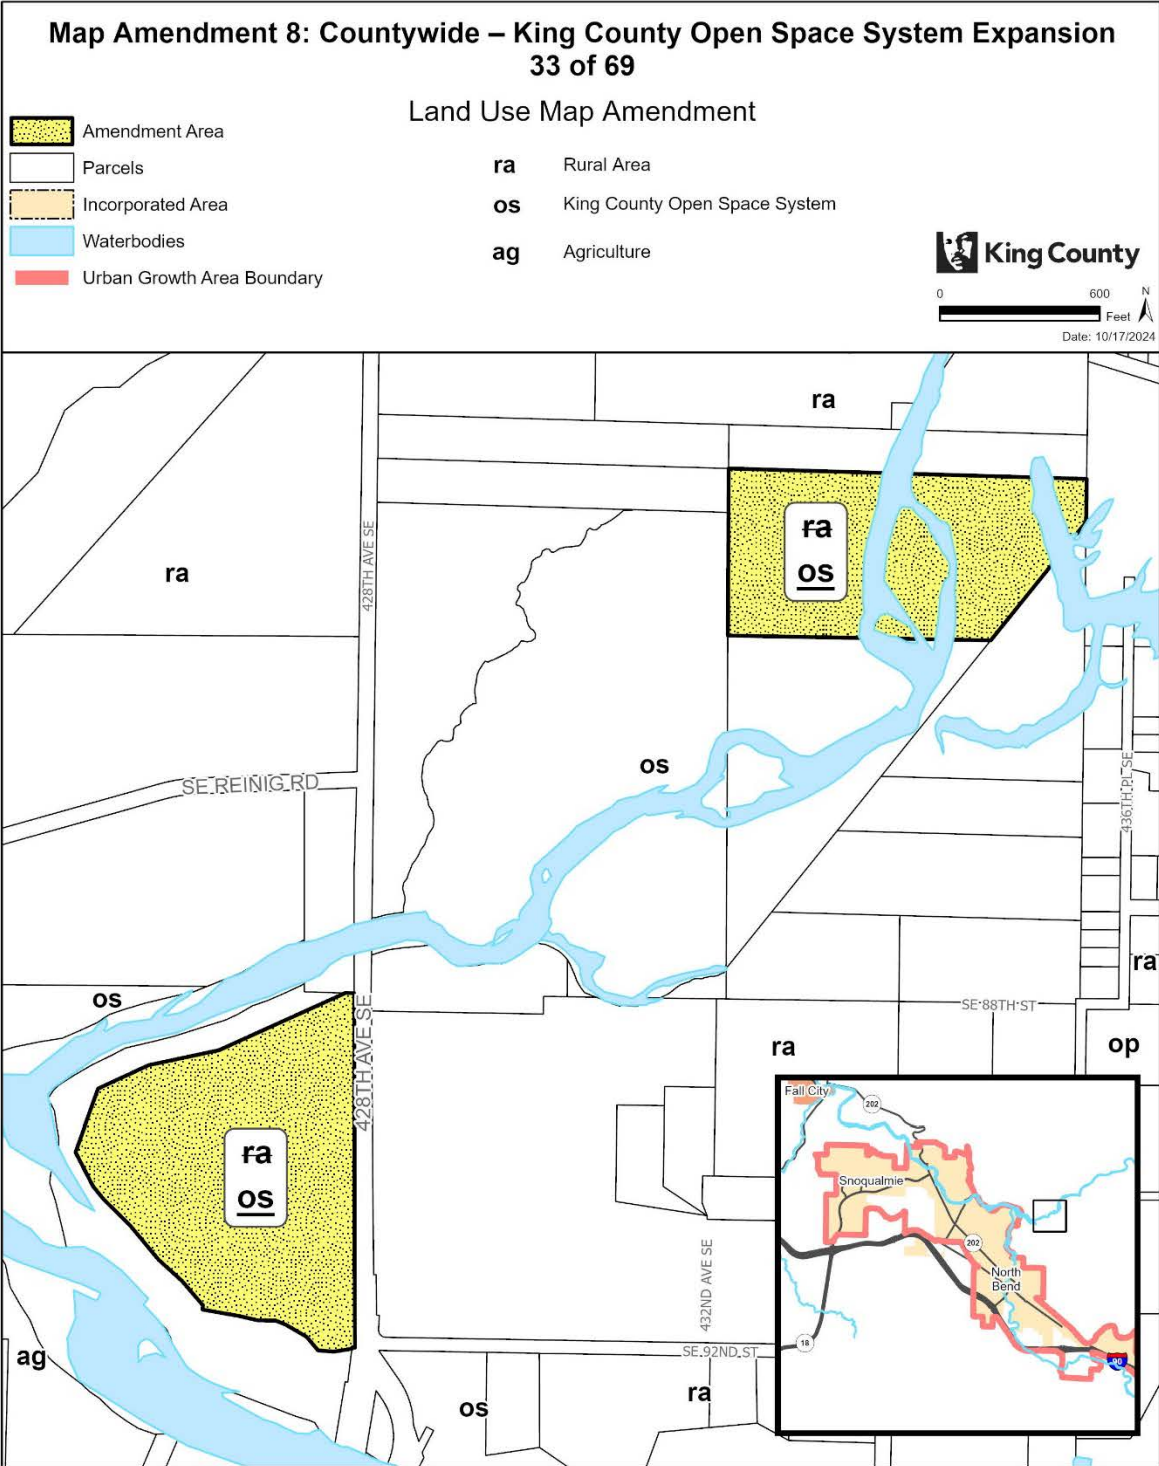 Map Amendment 8: Countywide – King County Open Space System Expansion
33 of 69
Land Use Map Amendment
Amendment Area
Parcels
Incorporated Area
Waterbodies
Urban Growth Area Boundary
ra Rural Area
os King County Open Space System
ag Agriculture
King County
0 600
Feet
N
Date: 10/17/2024
ra
ra
os
428TH AVE SE
ra
os
SE REINIG RD
436TH PL SE
ra
os
SE 88TH ST
428TH AVE SE
ra
op
ra
os
432ND AVE SE
SE 92ND ST
ag
os
ra
Fall City
202
Snoqualmie
202
North
Bend
18
90